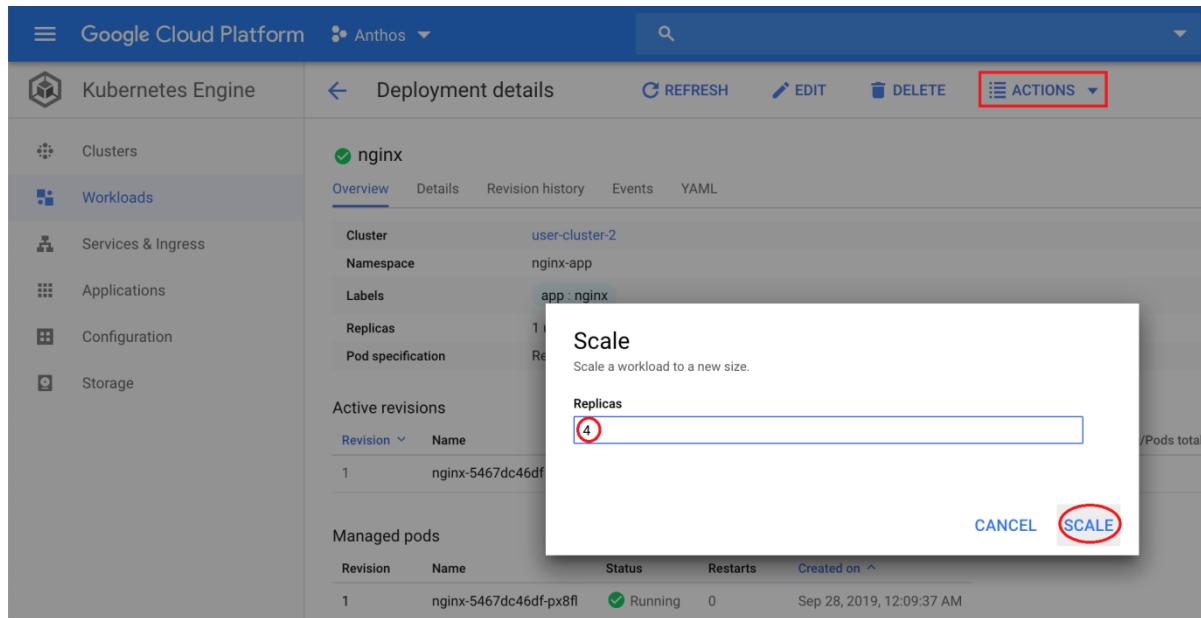 Google Cloud Platform Anthos
Kubernetes Engine
Deployment details REFRESH EDIT DELETE ACTIONS
Clusters
Workloads
Services & Ingress
Applications
Configuration
Storage
nginx
Overview Details Revision history Events YAML
Cluster user-cluster-2
Namespace nginx-app
Labels app : nginx
Replicas 1
Pod specification Re
Active revisions
Revision Name /Pods total
1 nginx-5467dc46df
Scale
Scale a workload to a new size.
Replicas
4
CANCEL SCALE
Managed pods
Revision Name Status Restarts Created on
1 nginx-5467dc46df-px8fl Running 0 Sep 28, 2019, 12:09:37 AM